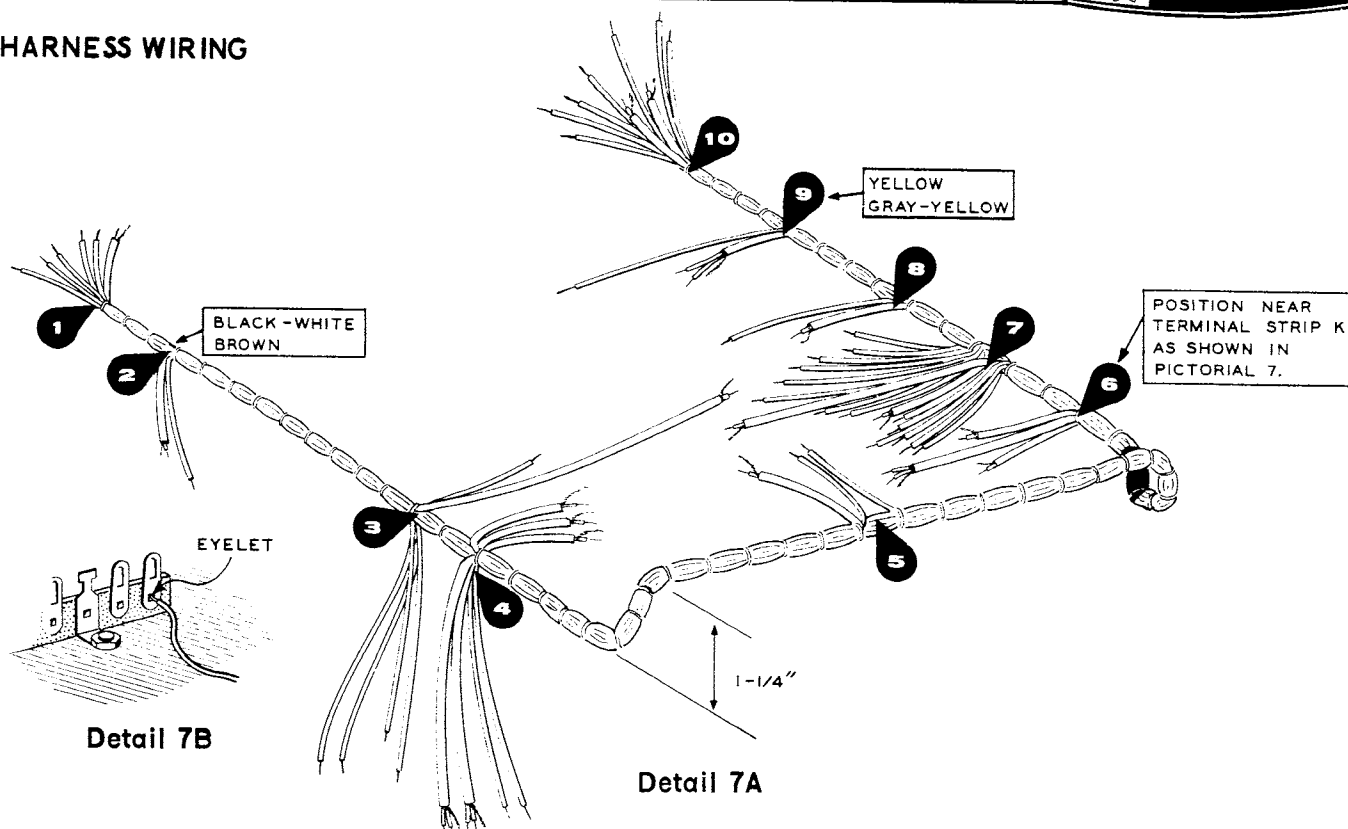 HARNESS WIRING
10
9
YELLOW
GRAY-YELLOW
8
7
POSITION NEAR
TERMINAL STRIP K
AS SHOWN IN
PICTORIAL 7.
6
1
BLACK-WHITE
BROWN
2
3
4
5
EYELET
1-1/4"
Detail 7B
Detail 7A